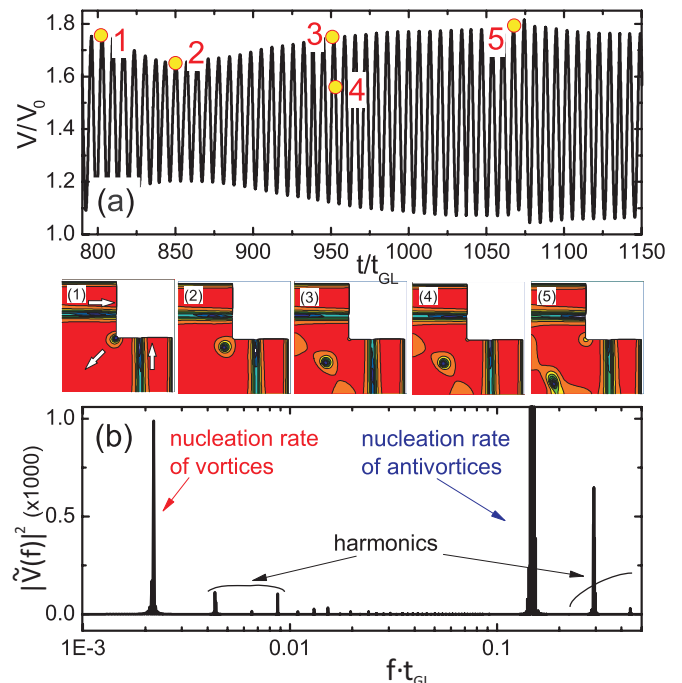 1.8
1.6
1.4
1.2
1.0
V/V0
1
2
3
4
5
(a)
800 850 900 950 1000 1050 1100 1150
t/tGL
(1) (2) (3) (4) (5)
(b)
1.0
0.5
0.0
|Ṽ(f)|² (x1000)
nucleation rate
of vortices
nucleation rate
of antivortices
harmonics
1E-3 0.01 0.1
f·tGL